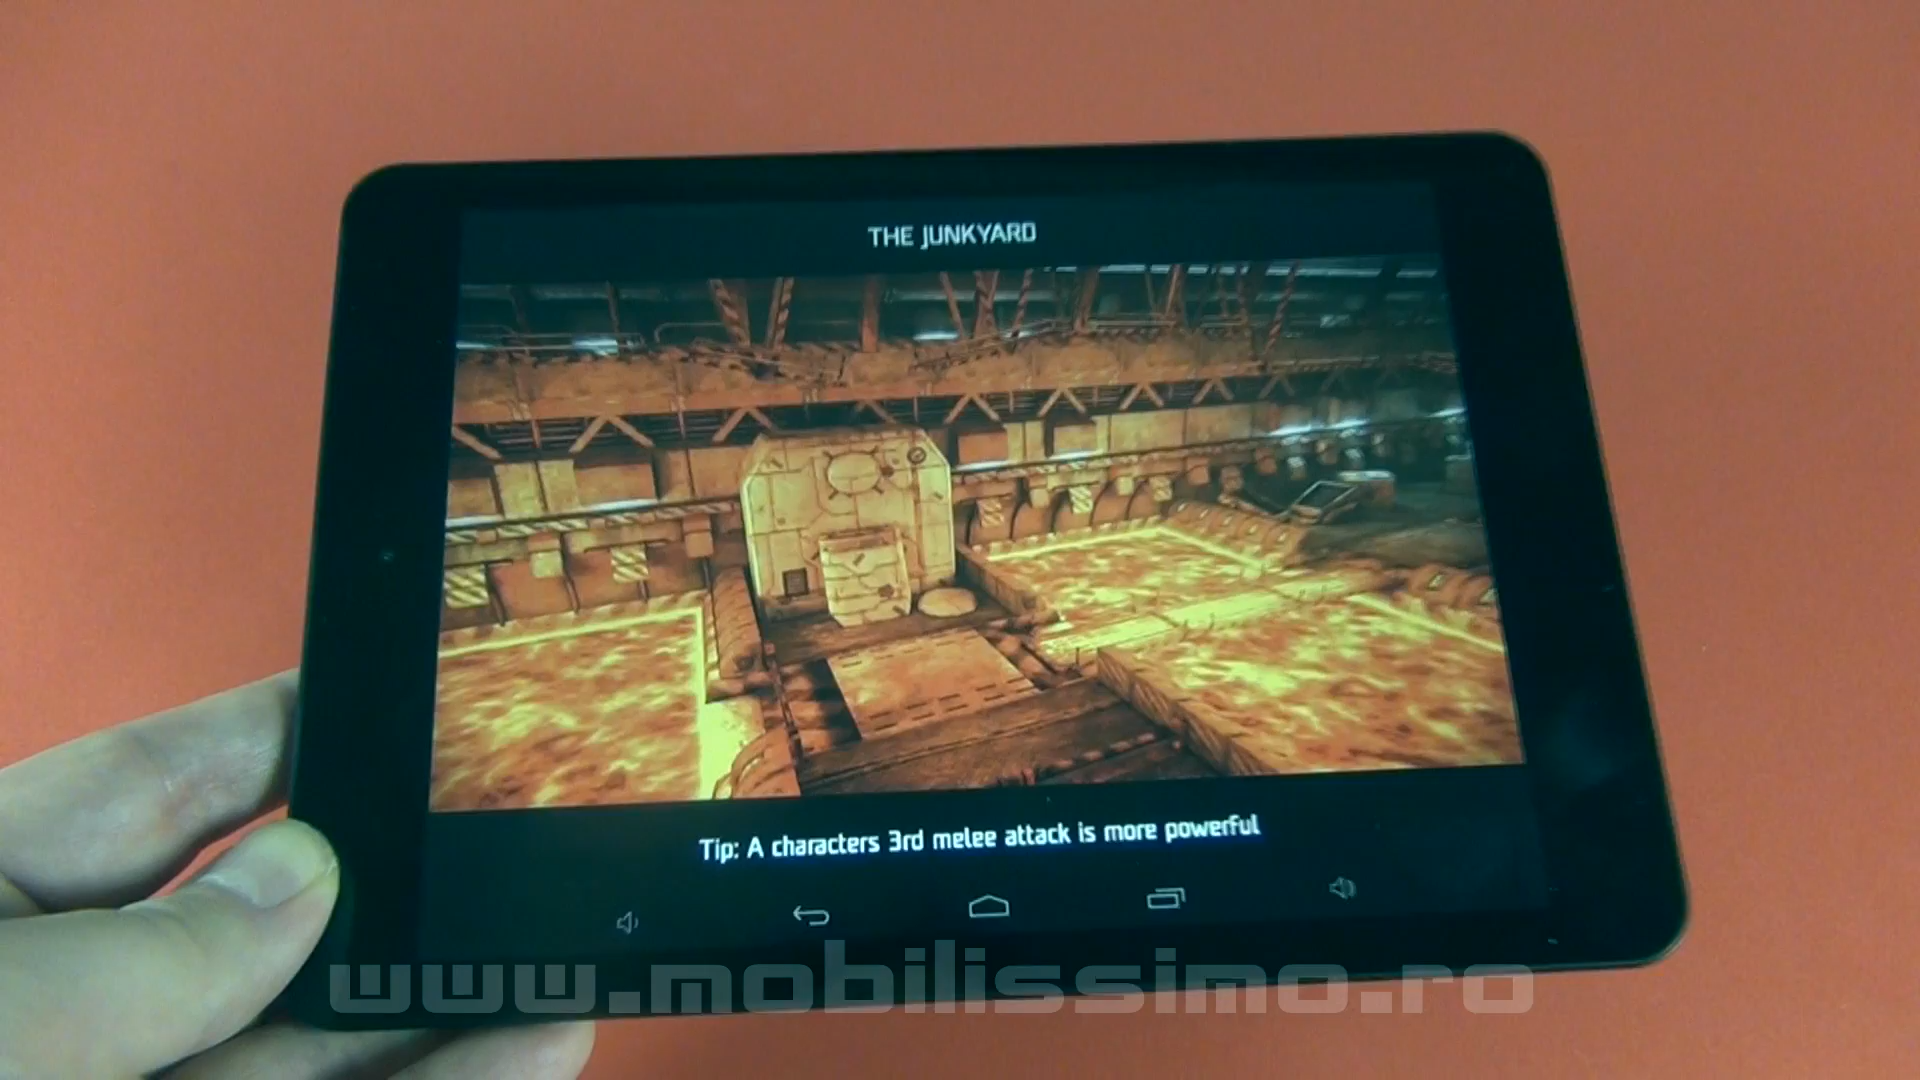 THE JUNKYARD
Tip: A characters 3rd melee attack is more powerful
www.mobilissimo.ro